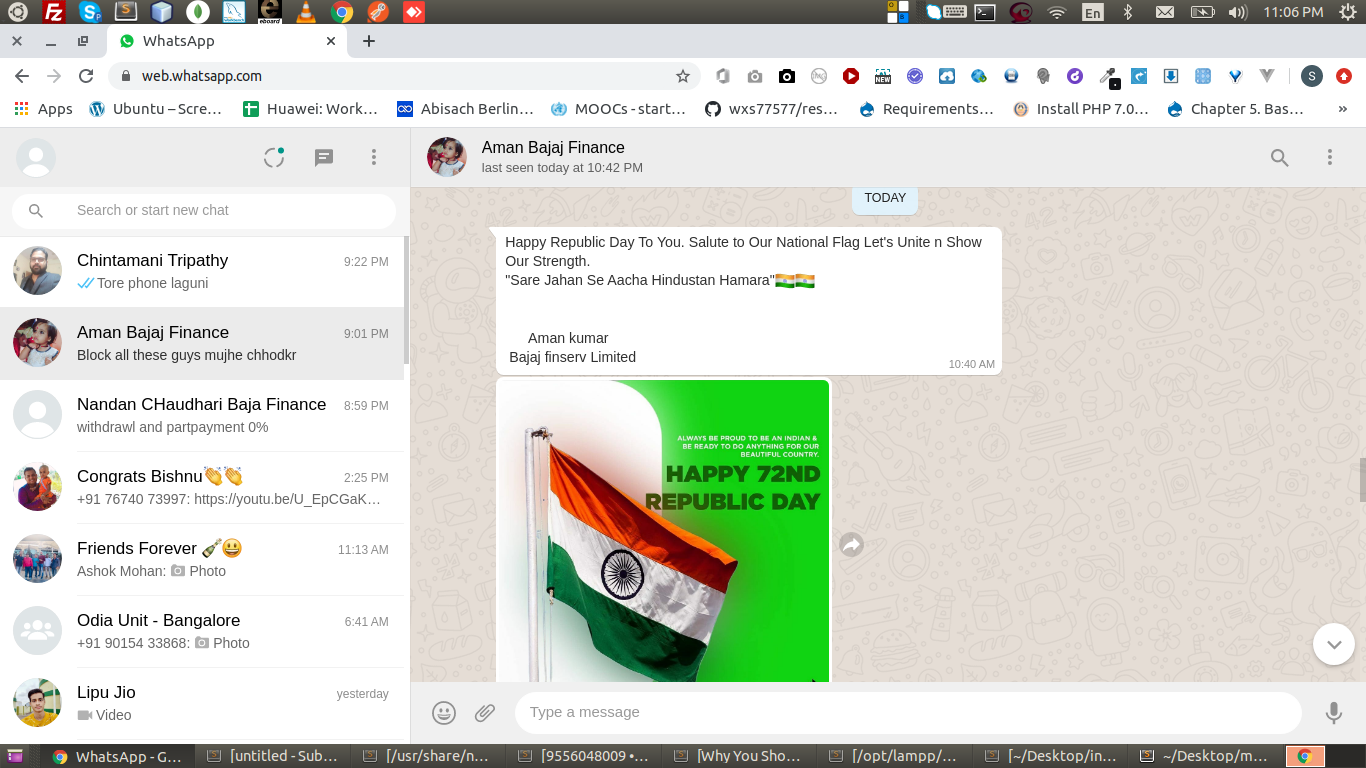 eboard
En
11:06 PM
WhatsApp
web.whatsapp.com
NEW
S
Apps
Ubuntu – Scre…
Huawei: Work…
Abisach Berlin…
MOOCs - start…
wxs77577/res…
Requirements…
Install PHP 7.0…
Chapter 5. Bas…
»
Search or start new chat
Chintamani Tripathy
9:22 PM
Tore phone laguni
Aman Bajaj Finance
9:01 PM
Block all these guys mujhe chhodkr
Nandan CHaudhari Baja Finance
8:59 PM
withdrawl and partpayment 0%
Congrats Bishnu👏👏
2:25 PM
+91 76740 73997: https://youtu.be/U_EpCGaK…
Friends Forever 🍾😃
11:13 AM
Ashok Mohan: Photo
Odia Unit - Bangalore
6:41 AM
+91 90154 33868: Photo
Lipu Jio
yesterday
Video
Aman Bajaj Finance
last seen today at 10:42 PM
TODAY
Happy Republic Day To You. Salute to Our National Flag Let's Unite n Show
Our Strength.
"Sare Jahan Se Aacha Hindustan Hamara"🇮🇳🇮🇳
Aman kumar
Bajaj finserv Limited
10:40 AM
ALWAYS BE PROUD TO BE AN INDIAN &
BE READY TO DO ANYTHING FOR OUR
BEAUTIFUL COUNTRY.
HAPPY 72ND
REPUBLIC DAY
Type a message
WhatsApp - G…
[untitled - Sub…
[/usr/share/n…
[9556048009 •…
[Why You Sho…
[/opt/lampp/…
[~/Desktop/in…
~/Desktop/m…